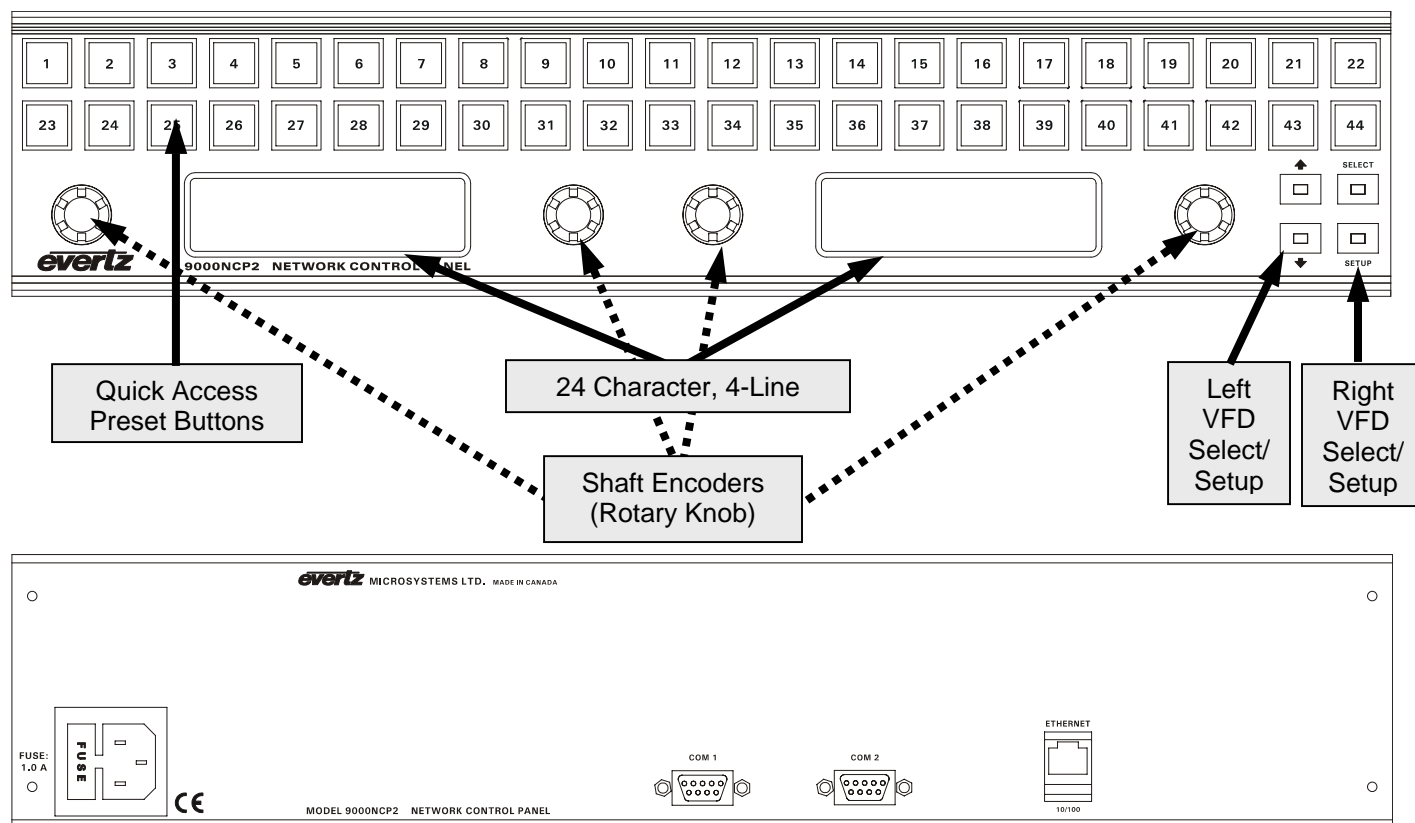 1 2 3 4 5 6 7 8 9 10 11 12 13 14 15 16 17 18 19 20 21 22
23 24 25 26 27 28 29 30 31 32 33 34 35 36 37 38 39 40 41 42 43 44
SELECT
evertz
9000NCP2 NETWORK CONTROL PANEL
SETUP
Quick Access
Preset Buttons
24 Character, 4-Line
Shaft Encoders
(Rotary Knob)
Left
VFD
Select/
Setup
Right
VFD
Select/
Setup
evertz MICROSYSTEMS LTD. MADE IN CANADA
FUSE:
1.0 A
FUSE
CE
COM 1
COM 2
ETHERNET
10/100
MODEL 9000NCP2 NETWORK CONTROL PANEL